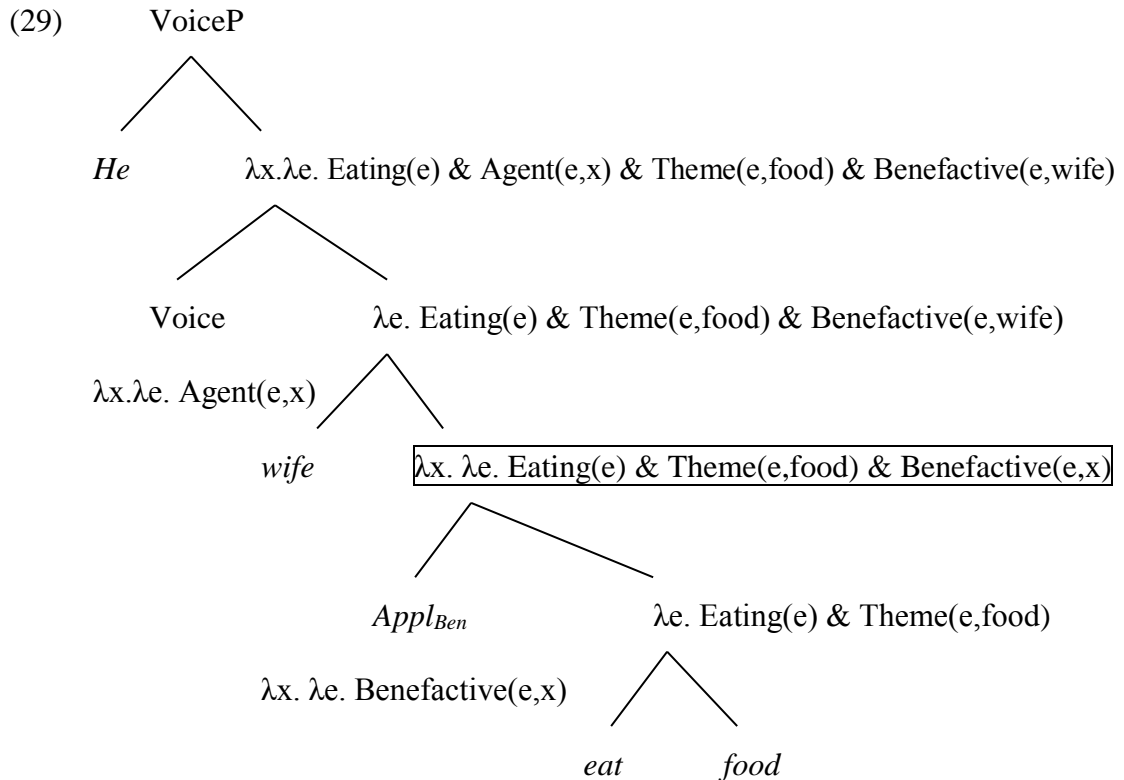 (29) VoiceP
He λx.λe. Eating(e) & Agent(e,x) & Theme(e,food) & Benefactive(e,wife)
Voice λe. Eating(e) & Theme(e,food) & Benefactive(e,wife)
λx.λe. Agent(e,x)
wife λx. λe. Eating(e) & Theme(e,food) & Benefactive(e,x)
ApplBen λe. Eating(e) & Theme(e,food)
λx. λe. Benefactive(e,x)
eat food